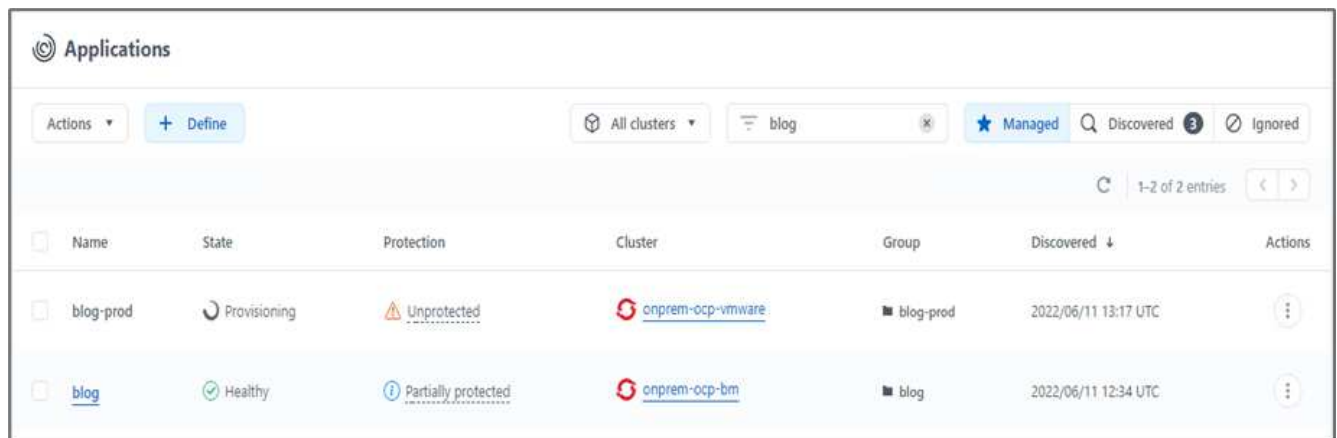 Applications
Actions + Define All clusters blog Managed Discovered 3 Ignored
1-2 of 2 entries
Name State Protection Cluster Group Discovered ↓ Actions
blog-prod Provisioning Unprotected onprem-ocp-vmware blog-prod 2022/06/11 13:17 UTC
blog Healthy Partially protected onprem-ocp-bm blog 2022/06/11 12:34 UTC